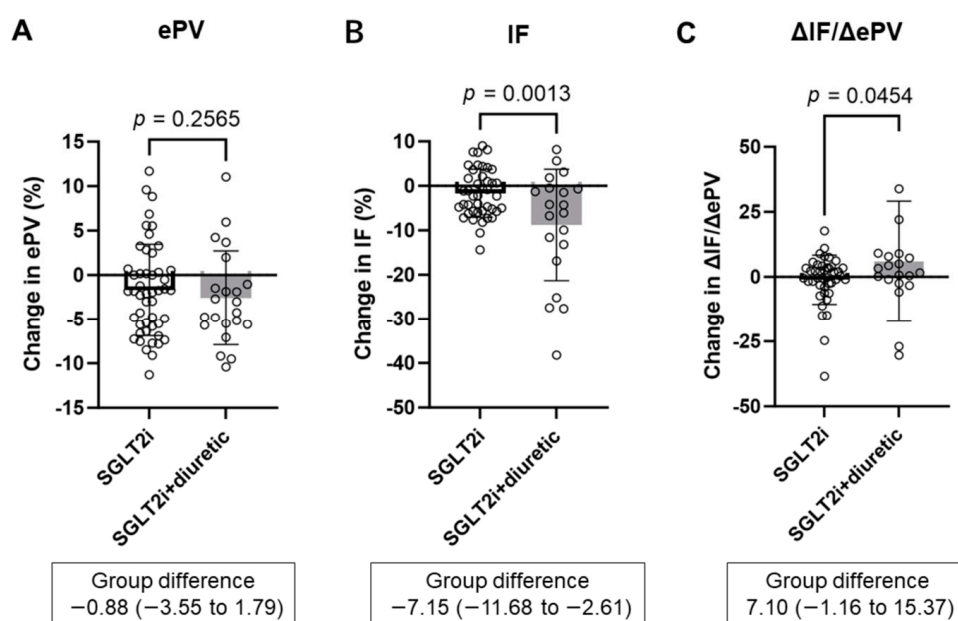 A ePV
p = 0.2565
Change in ePV (%)
15
10
5
0
-5
-10
-15
SGLT2i
SGLT2i+diuretic
Group difference
−0.88 (−3.55 to 1.79)
B IF
p = 0.0013
Change in IF (%)
10
0
-10
-20
-30
-40
-50
SGLT2i
SGLT2i+diuretic
Group difference
−7.15 (−11.68 to −2.61)
C ΔIF/ΔePV
p = 0.0454
Change in ΔIF/ΔePV
50
25
0
-25
-50
SGLT2i
SGLT2i+diuretic
Group difference
7.10 (−1.16 to 15.37)